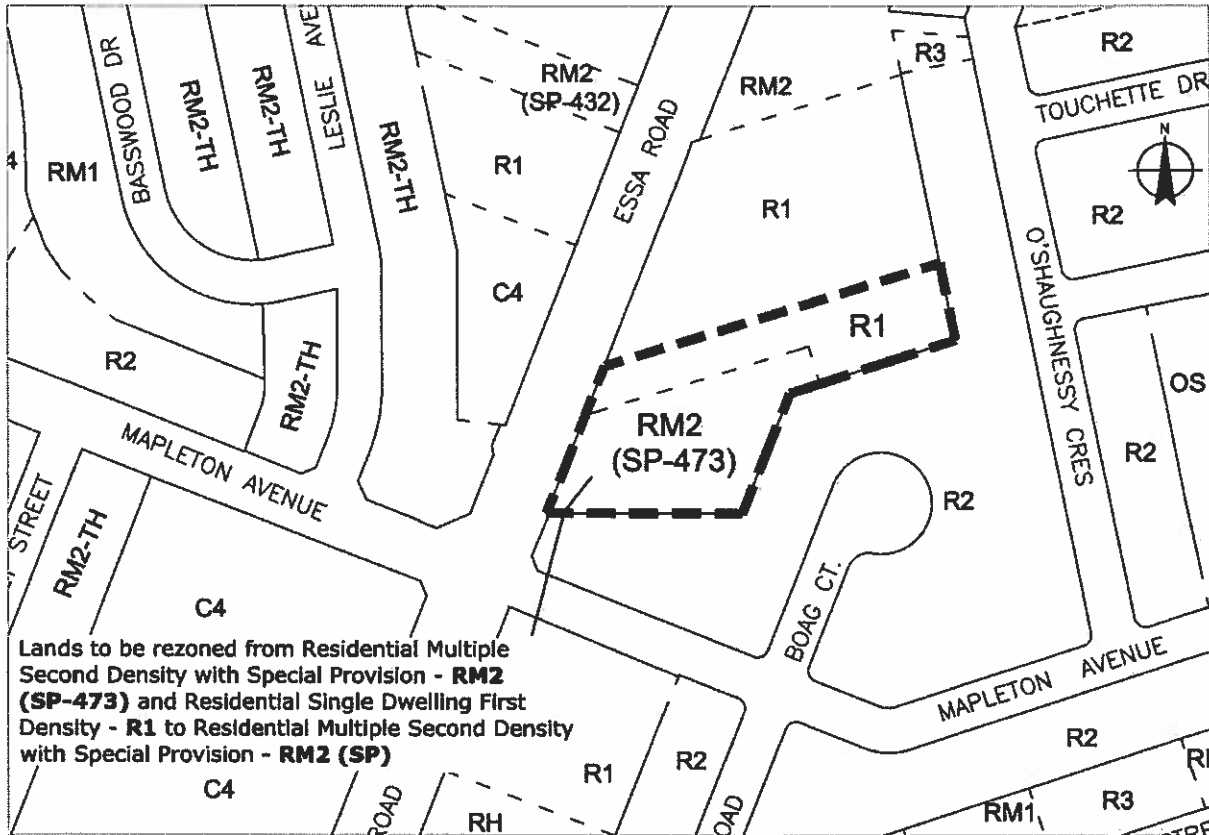 BASSWOOD DR
RM2-TH
RM2-TH
LESLIE AVE
RM2
(SP-432)
ESSA ROAD
RM2
R3
R2
TOUCHETTE DR
N
4
RM1
RM2-TH
R1
R1
R2
O'SHAUGHNESSY CRES
C4
R1
R2
RM2-TH
RM2
(SP-473)
OS
R2
MAPLETON AVENUE
R2
STREET
RM2-TH
C4
BOAG CT.
MAPLETON AVENUE
Lands to be rezoned from Residential Multiple
Second Density with Special Provision - RM2
(SP-473) and Residential Single Dwelling First
Density - R1 to Residential Multiple Second Density
with Special Provision - RM2 (SP)
C4
ROAD
RH
R1
R2
ROAD
R2
RM1
R3